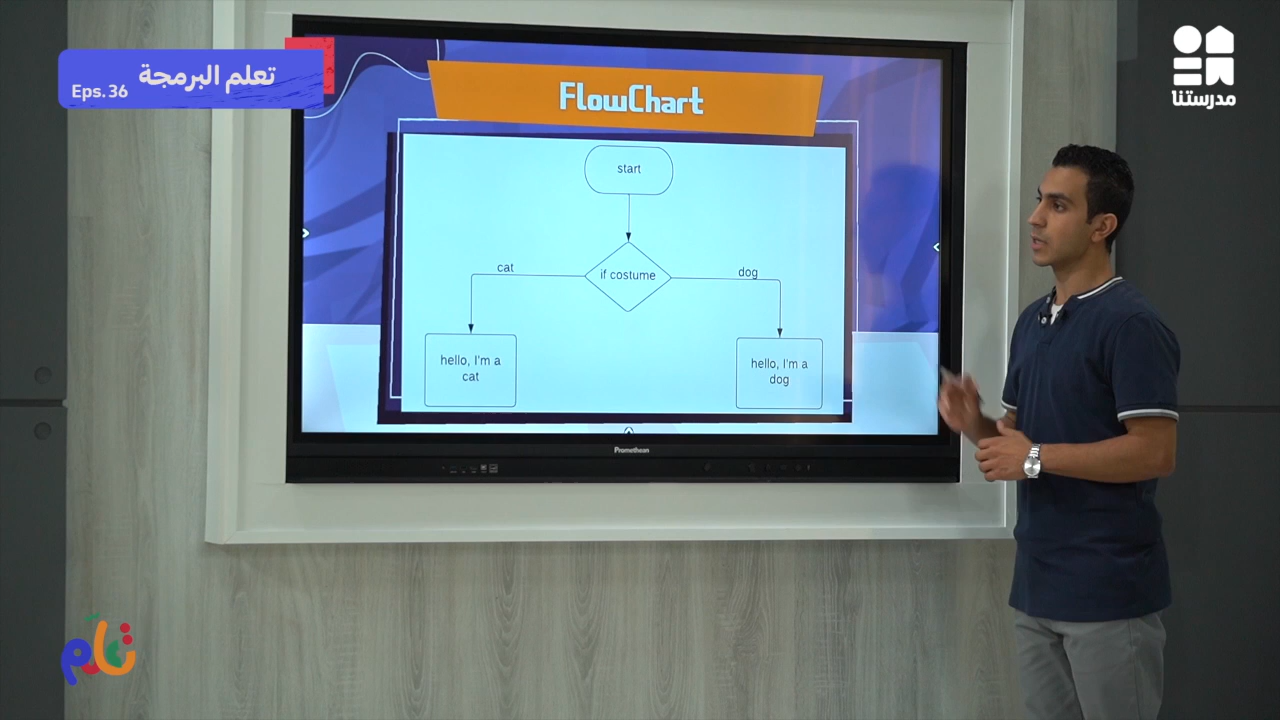 تعلم البرمجة
Eps. 36
مدرستنا
FlowChart
start
if costume
cat
dog
hello, I'm a
cat
hello, I'm a
dog
Promethean